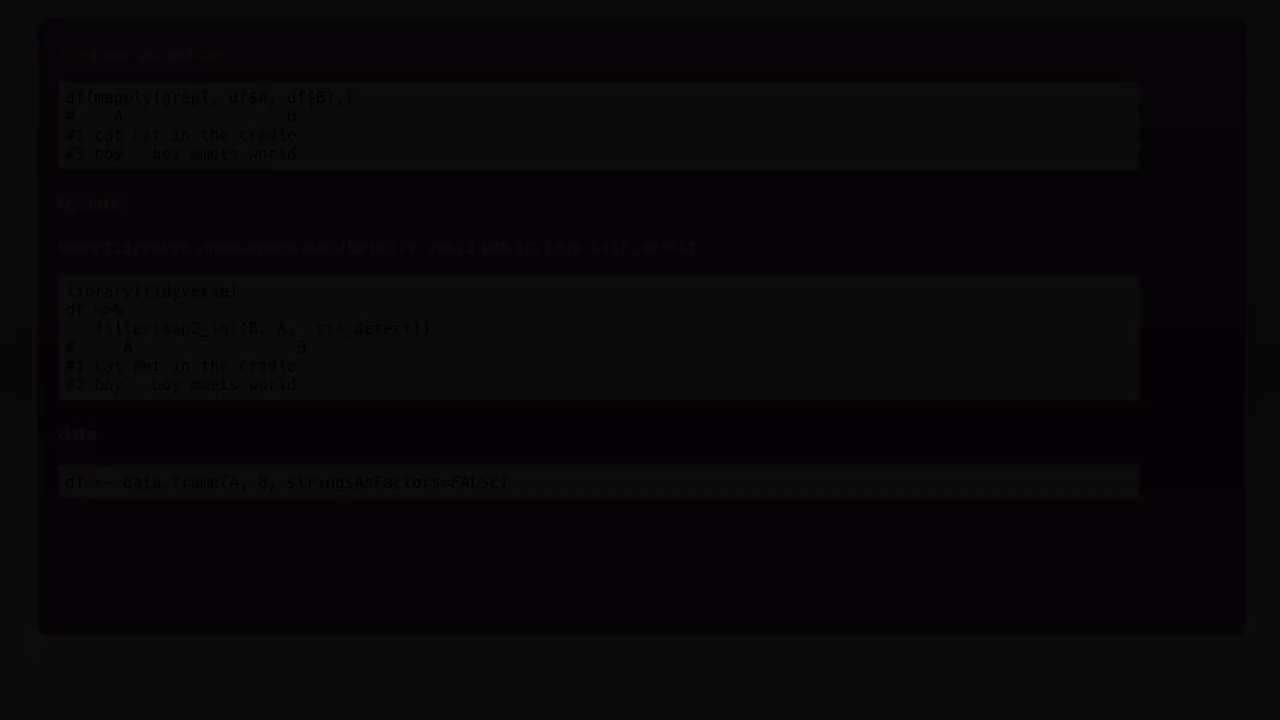 df[mapply(grepl, df$A, df$B),]
#    A                 B
#1 cat cat in the cradle
#3 boy   boy mmets world
Update
library(tidyverse)
df %>%
   filter(map2_lgl(B, A,  str_detect))
#     A                 B
#1 cat cat in the cradle
#2 boy   boy mmets world
data
df <- data.frame(A, B, stringsAsFactors=FALSE)